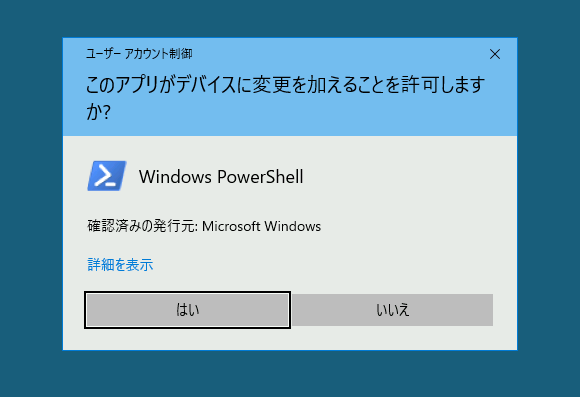 ユーザー アカウント制御
このアプリがデバイスに変更を加えることを許可します
か?
Windows PowerShell
確認済みの発行元: Microsoft Windows
詳細を表示
はい
いいえ